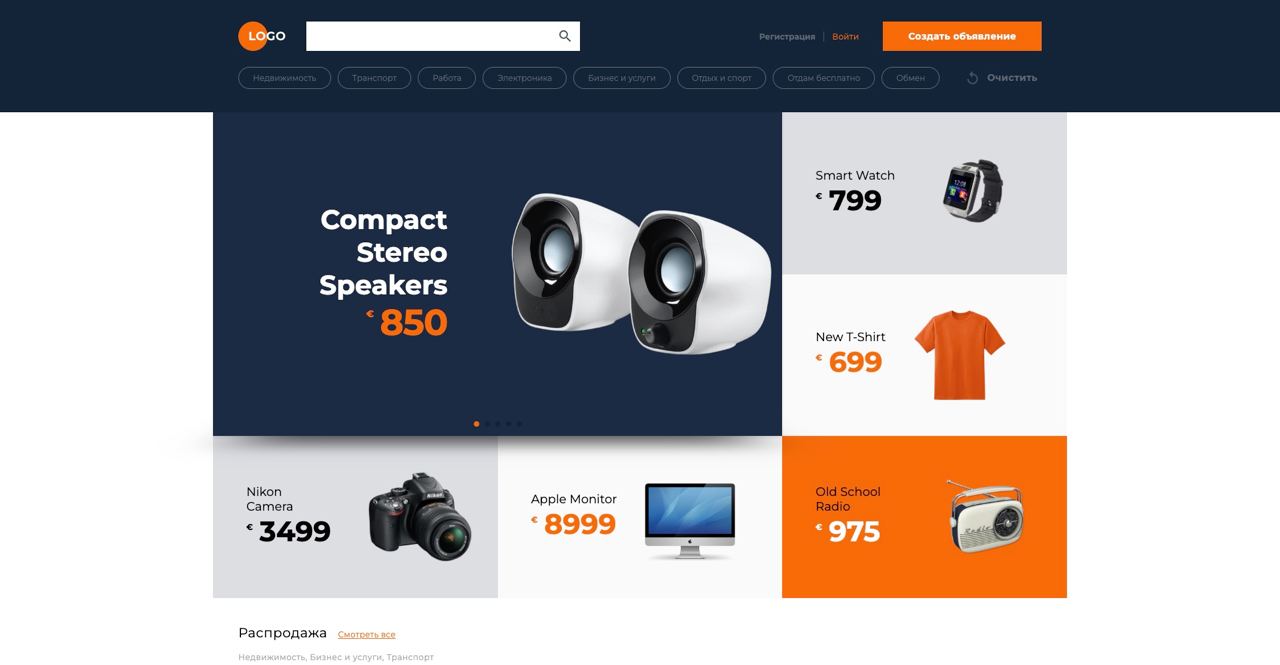 LOGO
Регистрация | Войти
Создать объявление
Недвижимость
Транспорт
Работа
Электроника
Бизнес и услуги
Отдых и спорт
Отдам бесплатно
Обмен
Очистить
Compact
Stereo
Speakers
€ 850
Smart Watch
€ 799
New T-Shirt
€ 699
Nikon
Camera
€ 3499
Nikon
Apple Monitor
€ 8999
Old School
Radio
€ 975
Radio
Распродажа Смотреть все
Недвижимость, Бизнес и услуги, Транспорт